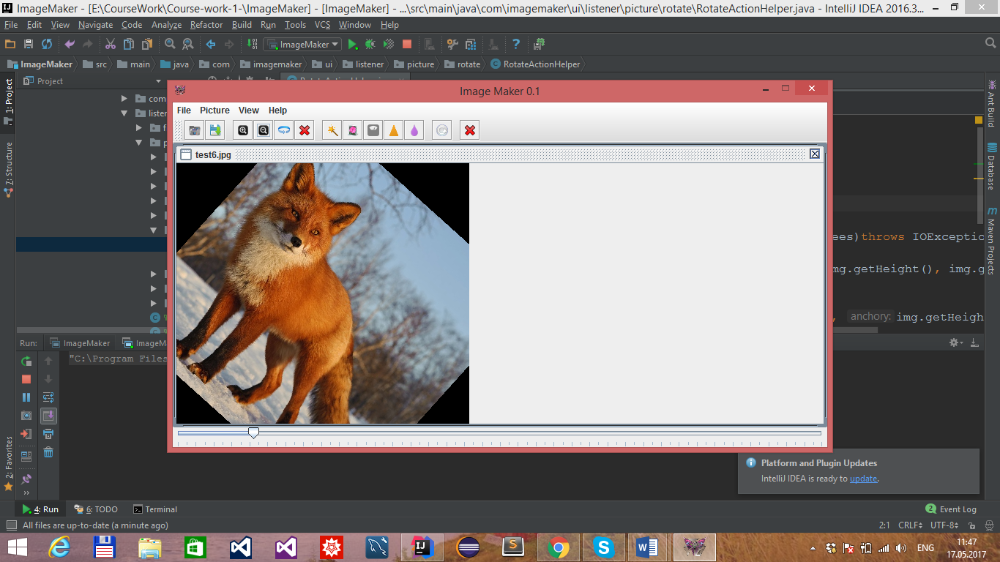 ImageMaker - [E:\CourseWork\Course-work-1-\ImageMaker] - [ImageMaker] - ...\src\main\java\com\imagemaker\ui\listener\picture\rotate\RotateActionHelper.java - IntelliJ IDEA 2016.3...
File Edit View Navigate Code Analyze Refactor Build Run Tools VCS Window Help
ImageMaker
ImageMaker src main java com imagemaker ui listener picture rotate RotateActionHelper
1: Project
Project
com
Image Maker 0.1
File Picture View Help
test6.jpg
7: Structure
Ant Build
Database
Maven Projects
ees)throws IOExceptio
mg.getHeight(), img.g
, anchory: img.getHeigh
Run: ImageMaker
"C:\Program Files
2: Favorites
Platform and Plugin Updates
IntelliJ IDEA is ready to update.
4: Run 6: TODO Terminal 2 Event Log
All files are up-to-date (a minute ago) 2:1 CRLF UTF-8
ENG 11:47
17.05.2017